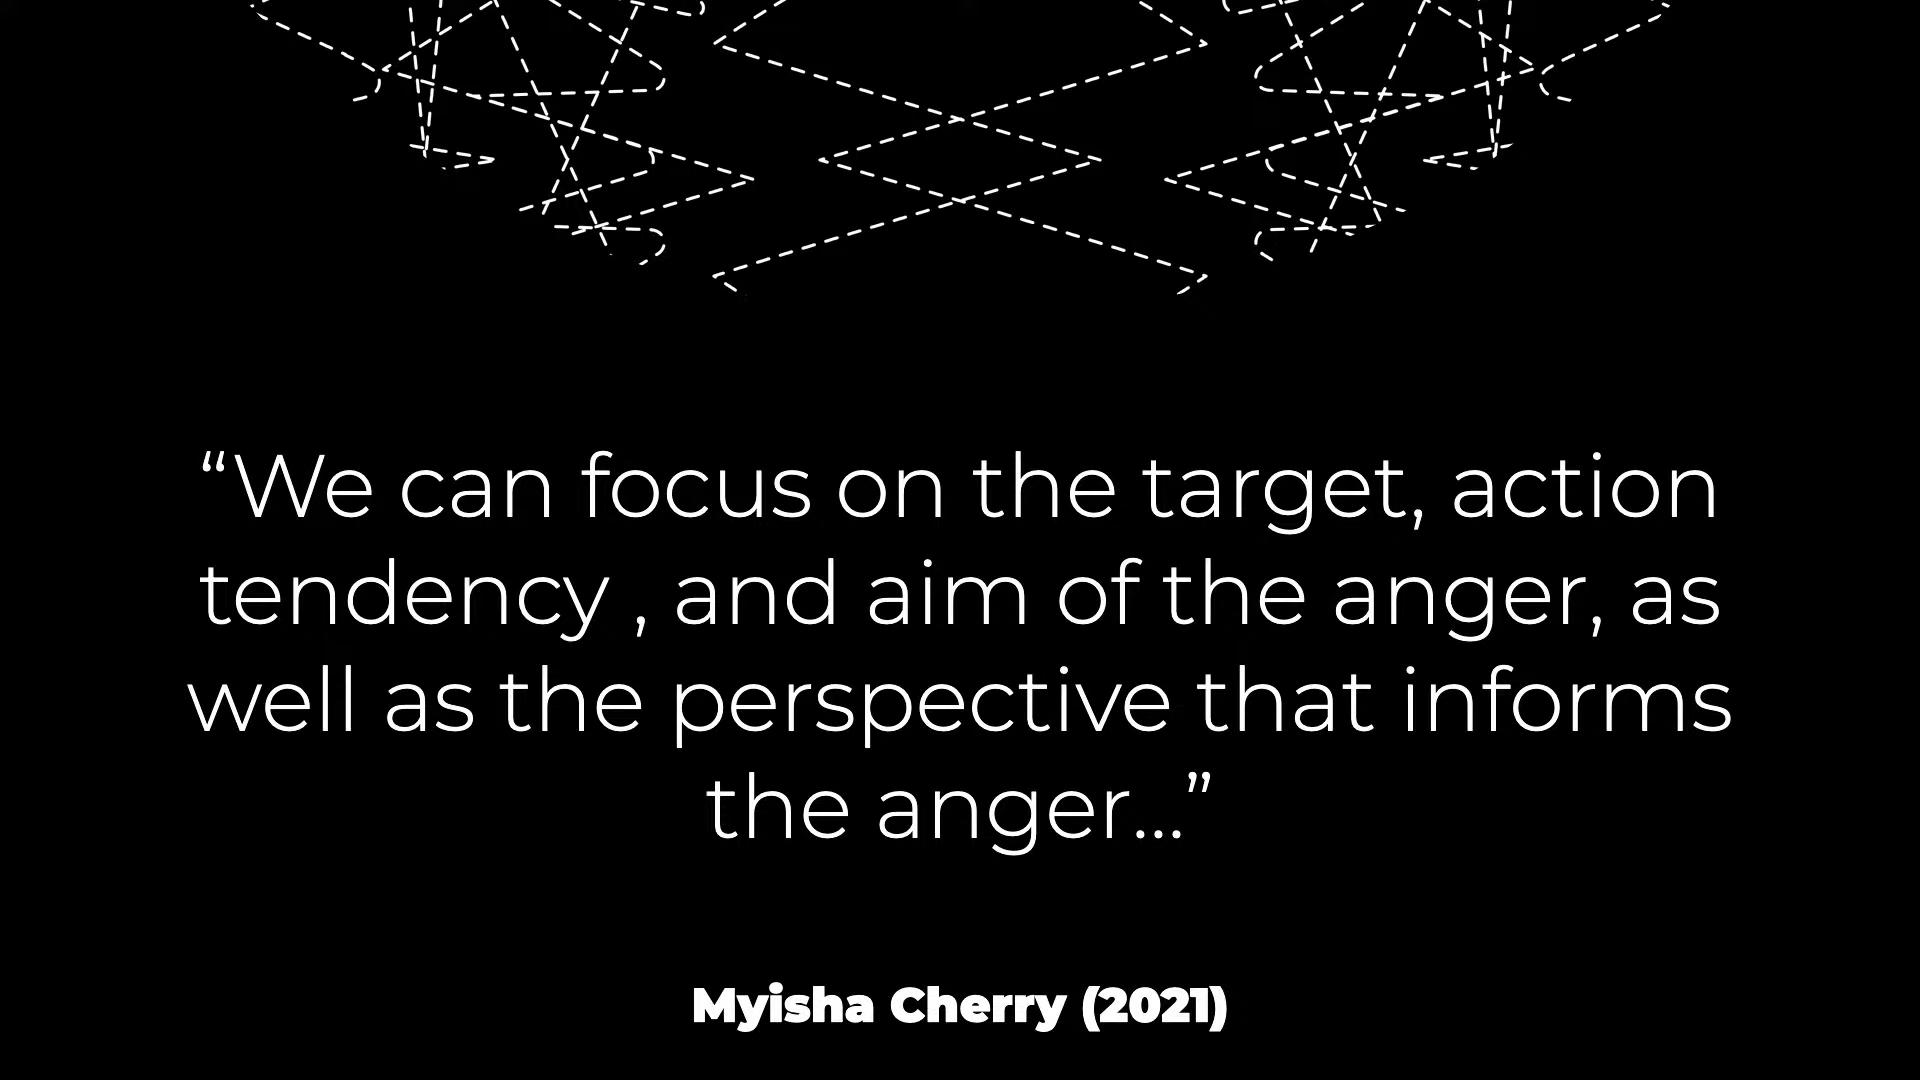 “We can focus on the target, action
tendency , and aim of the anger, as
well as the perspective that informs
the anger...”
Myisha Cherry (2021)